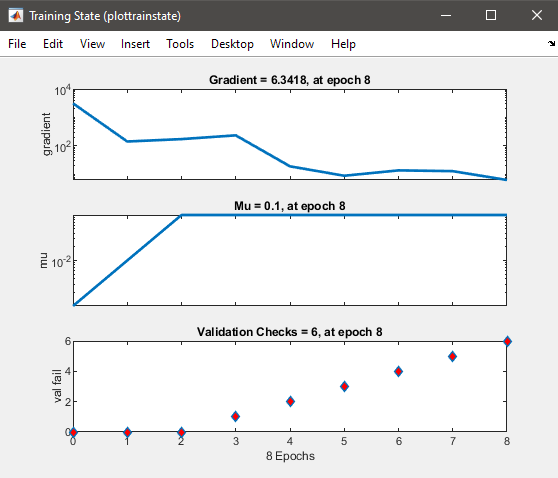 Training State (plottrainstate)
File Edit View Insert Tools Desktop Window Help
Gradient = 6.3418, at epoch 8
10^4
10^2
gradient
Mu = 0.1, at epoch 8
10^-2
mu
Validation Checks = 6, at epoch 8
6
4
2
0
val fail
0 1 2 3 4 5 6 7 8
8 Epochs